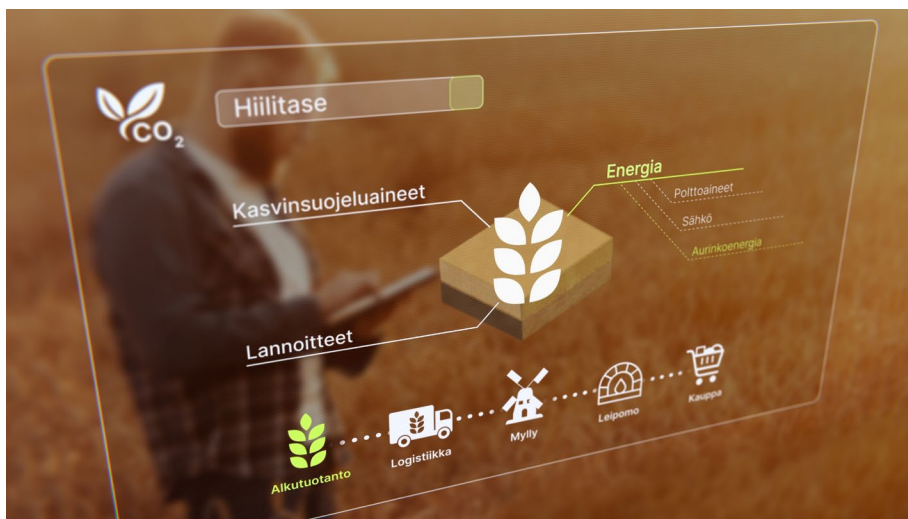 CO₂
Hiilitase
Kasvinsuojeluaineet
Energia
Polttoaineet
Sähkö
Aurinkoenergia
Lannoitteet
Alkutuotanto
Logistiikka
Mylly
Leipomo
Kauppa